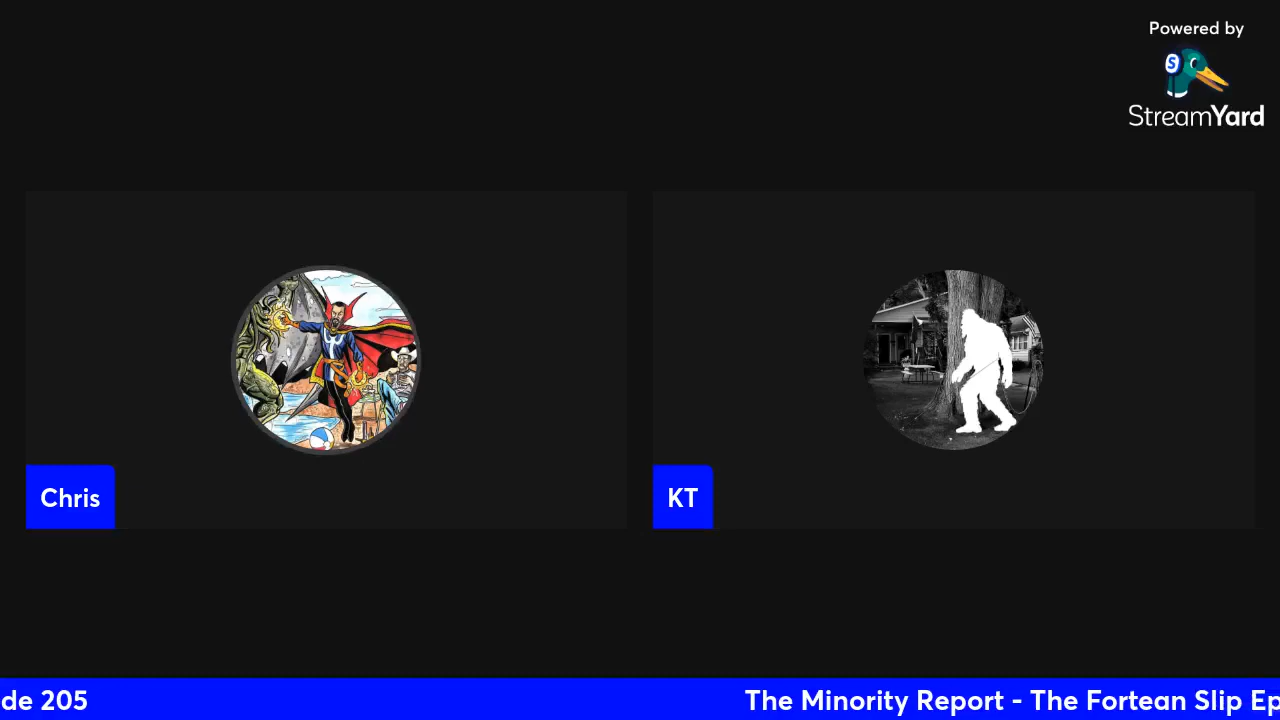 Powered by
S
StreamYard
Chris
KT
de 205
The Minority Report - The Fortean Slip Ep